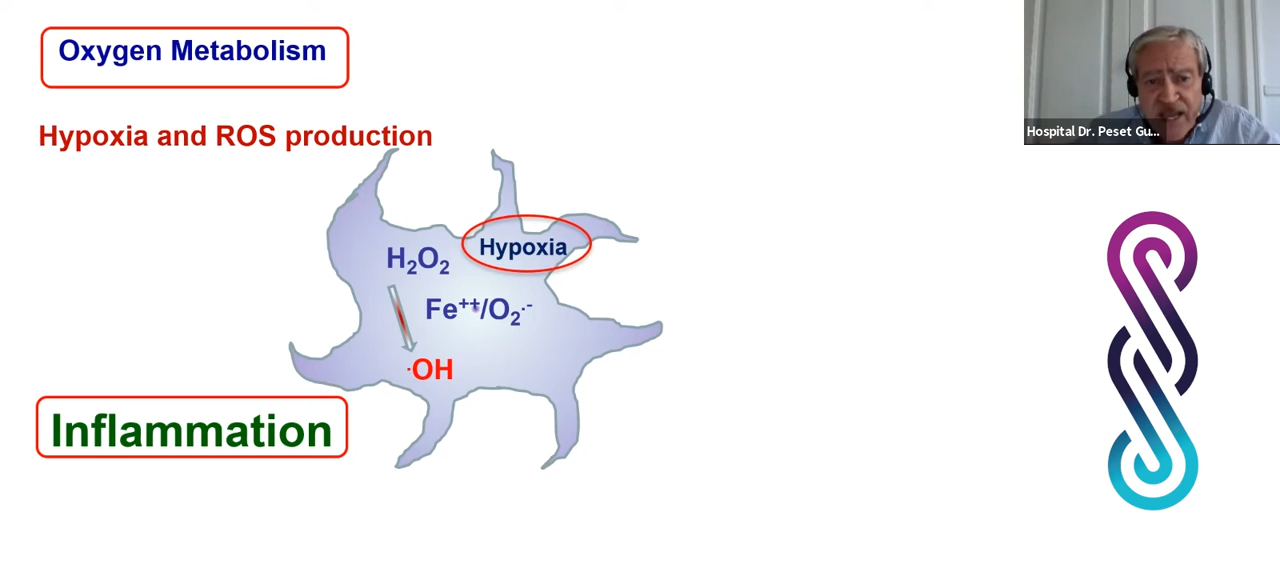 Oxygen Metabolism
Hypoxia and ROS production
Hypoxia
H₂O₂
Fe⁺⁺/O₂·⁻
·OH
Inflammation
Hospital Dr. Peset Gu...